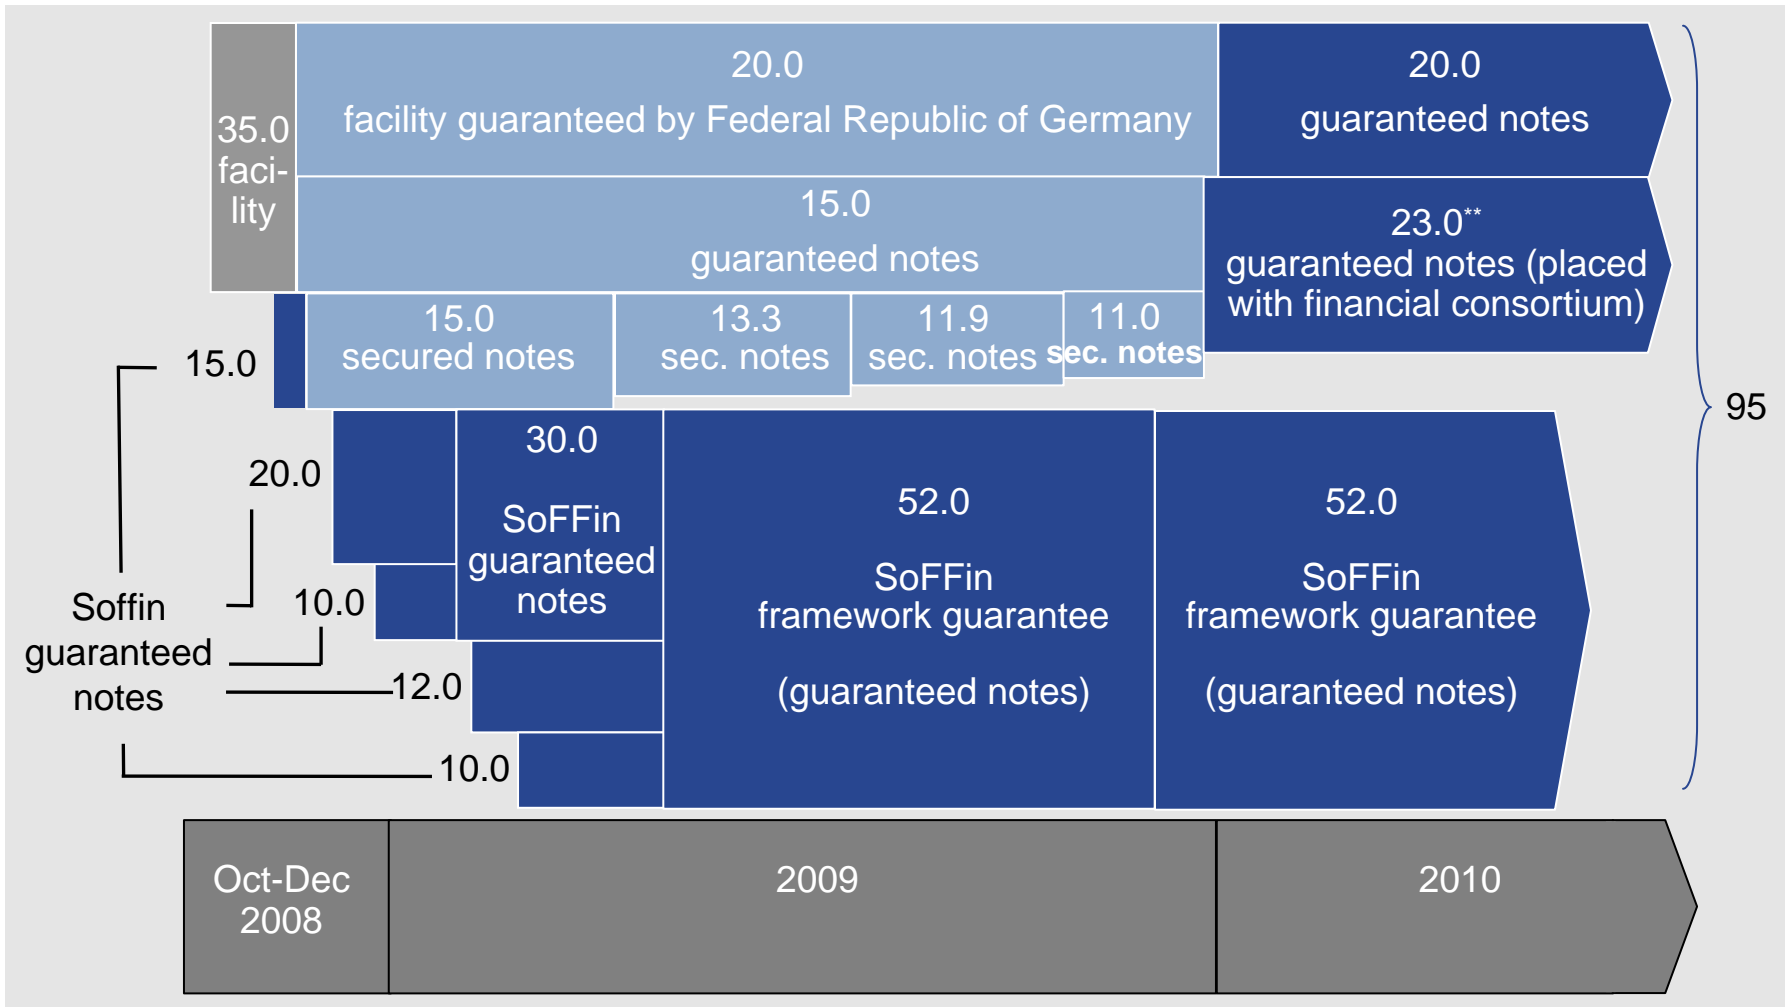 35.0
faci-
lity
20.0
facility guaranteed by Federal Republic of Germany
20.0
guaranteed notes
15.0
guaranteed notes
23.0**
guaranteed notes (placed
with financial consortium)
15.0
15.0
secured notes
13.3
sec. notes
11.9
sec. notes
11.0
sec. notes
95
20.0
30.0
SoFFin
guaranteed
notes
52.0
SoFFin
framework guarantee
(guaranteed notes)
52.0
SoFFin
framework guarantee
(guaranteed notes)
Soffin
guaranteed
notes
10.0
12.0
10.0
Oct-Dec
2008
2009
2010